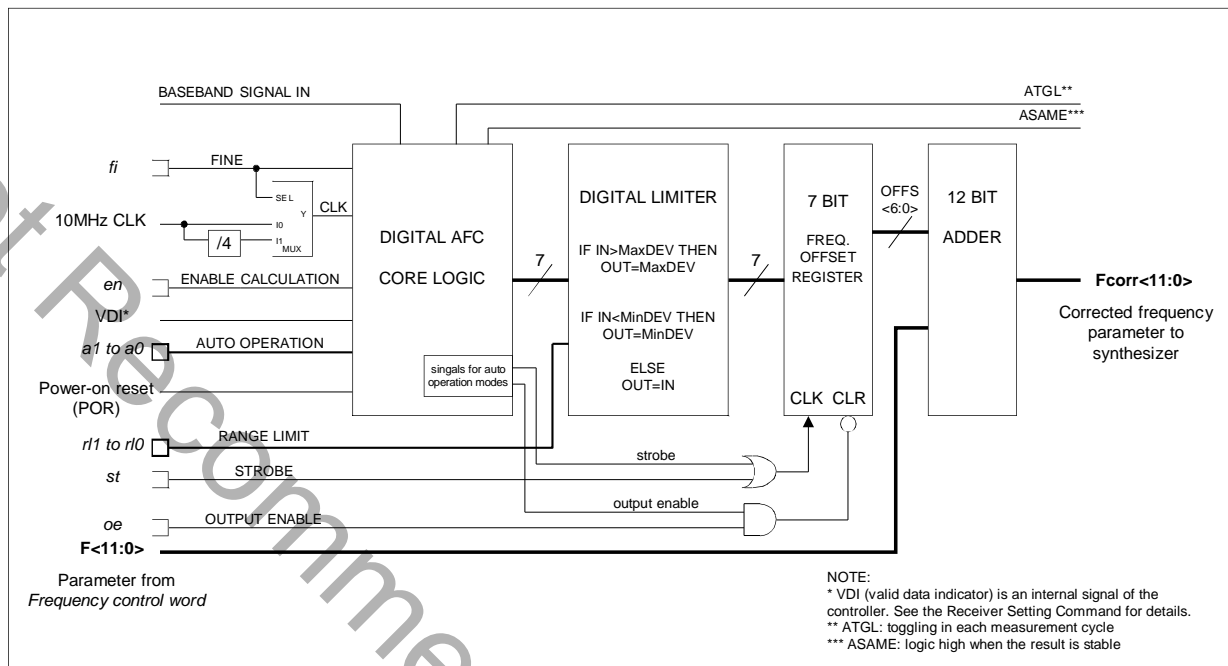 BASEBAND SIGNAL IN
ATGL**
ASAME***
fi
FINE
SEL
Y
CLK
10MHz CLK
I0
I1
MUX
/4
en
ENABLE CALCULATION
VDI*
a1 to a0
AUTO OPERATION
Power-on reset
(POR)
rl1 to rl0
RANGE LIMIT
st
STROBE
oe
OUTPUT ENABLE
F<11:0>
Parameter from
Frequency control word
DIGITAL AFC
CORE LOGIC
singals for auto
operation modes
7
DIGITAL LIMITER
IF IN>MaxDEV THEN
OUT=MaxDEV
IF IN<MinDEV THEN
OUT=MinDEV
ELSE
OUT=IN
7
7 BIT
FREQ.
OFFSET
REGISTER
CLK CLR
strobe
output enable
OFFS
<6:0>
12 BIT
ADDER
Fcorr<11:0>
Corrected frequency
parameter to
synthesizer
NOTE:
* VDI (valid data indicator) is an internal signal of the
controller. See the Receiver Setting Command for details.
** ATGL: toggling in each measurement cycle
*** ASAME: logic high when the result is stable